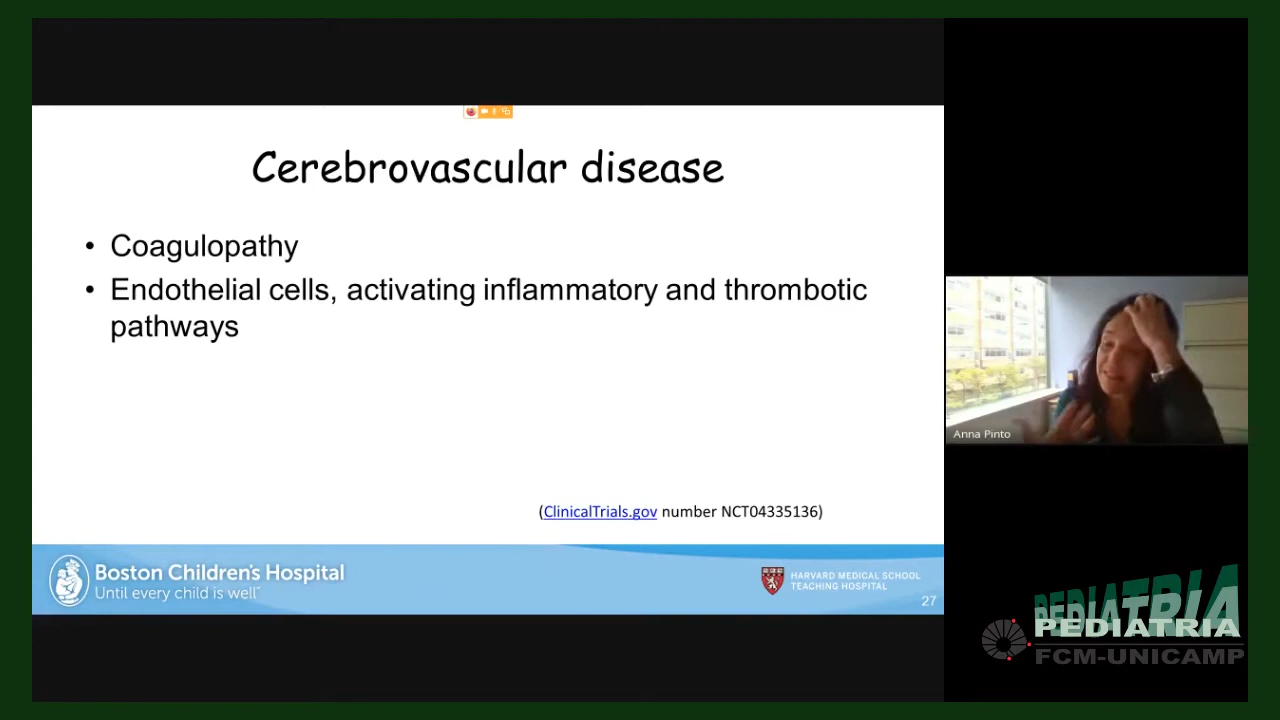 Cerebrovascular disease
• Coagulopathy
• Endothelial cells, activating inflammatory and thrombotic
pathways
(ClinicalTrials.gov number NCT04335136)
Boston Children's Hospital
Until every child is well™
HARVARD MEDICAL SCHOOL
TEACHING HOSPITAL
27
Anna Pinto
PEDIATRIA
PEDIATRIA
FCM-UNICAMP